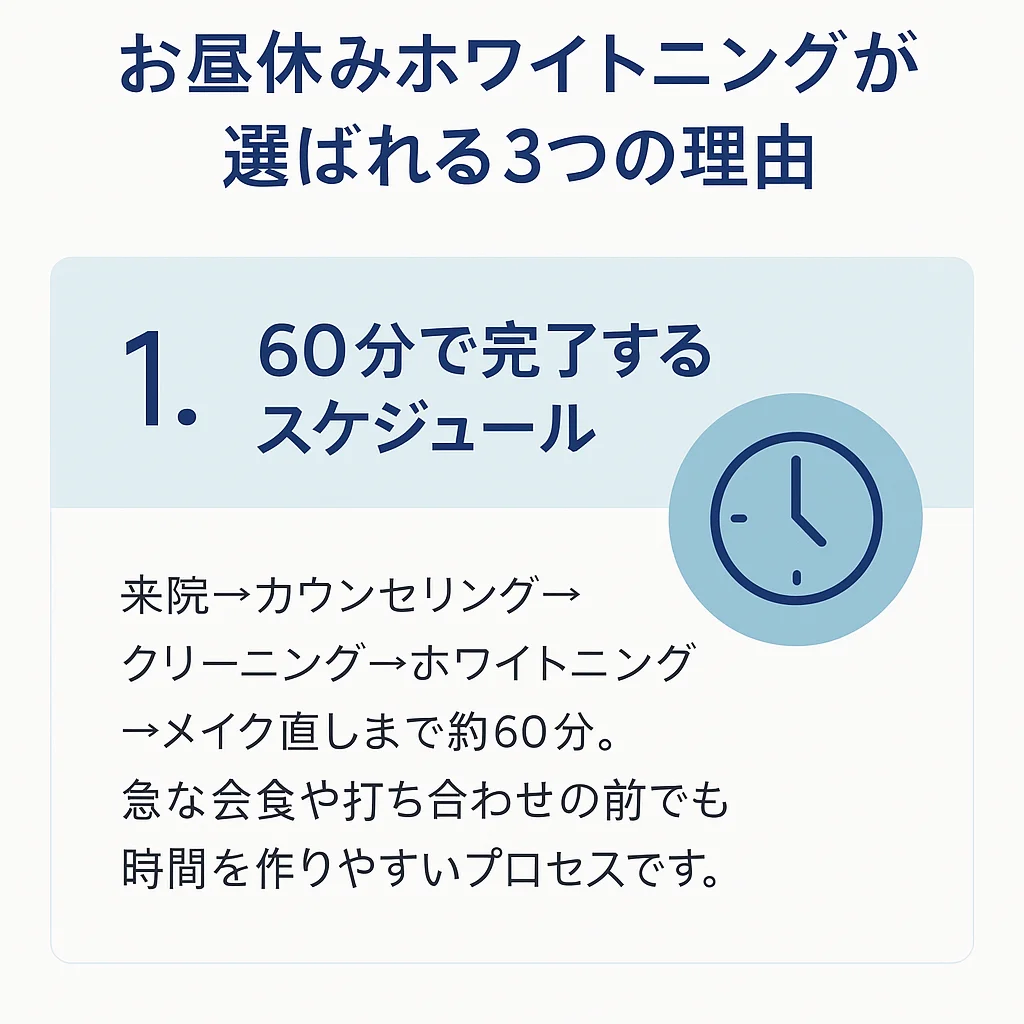 お昼休みホワイトニングが
選ばれる3つの理由
1.
60分で完了する
スケジュール
来院→カウンセリング→
クリーニング→ホワイトニング
→メイク直しまで約60分。
急な会食や打ち合わせの前でも
時間を作りやすいプロセスです。